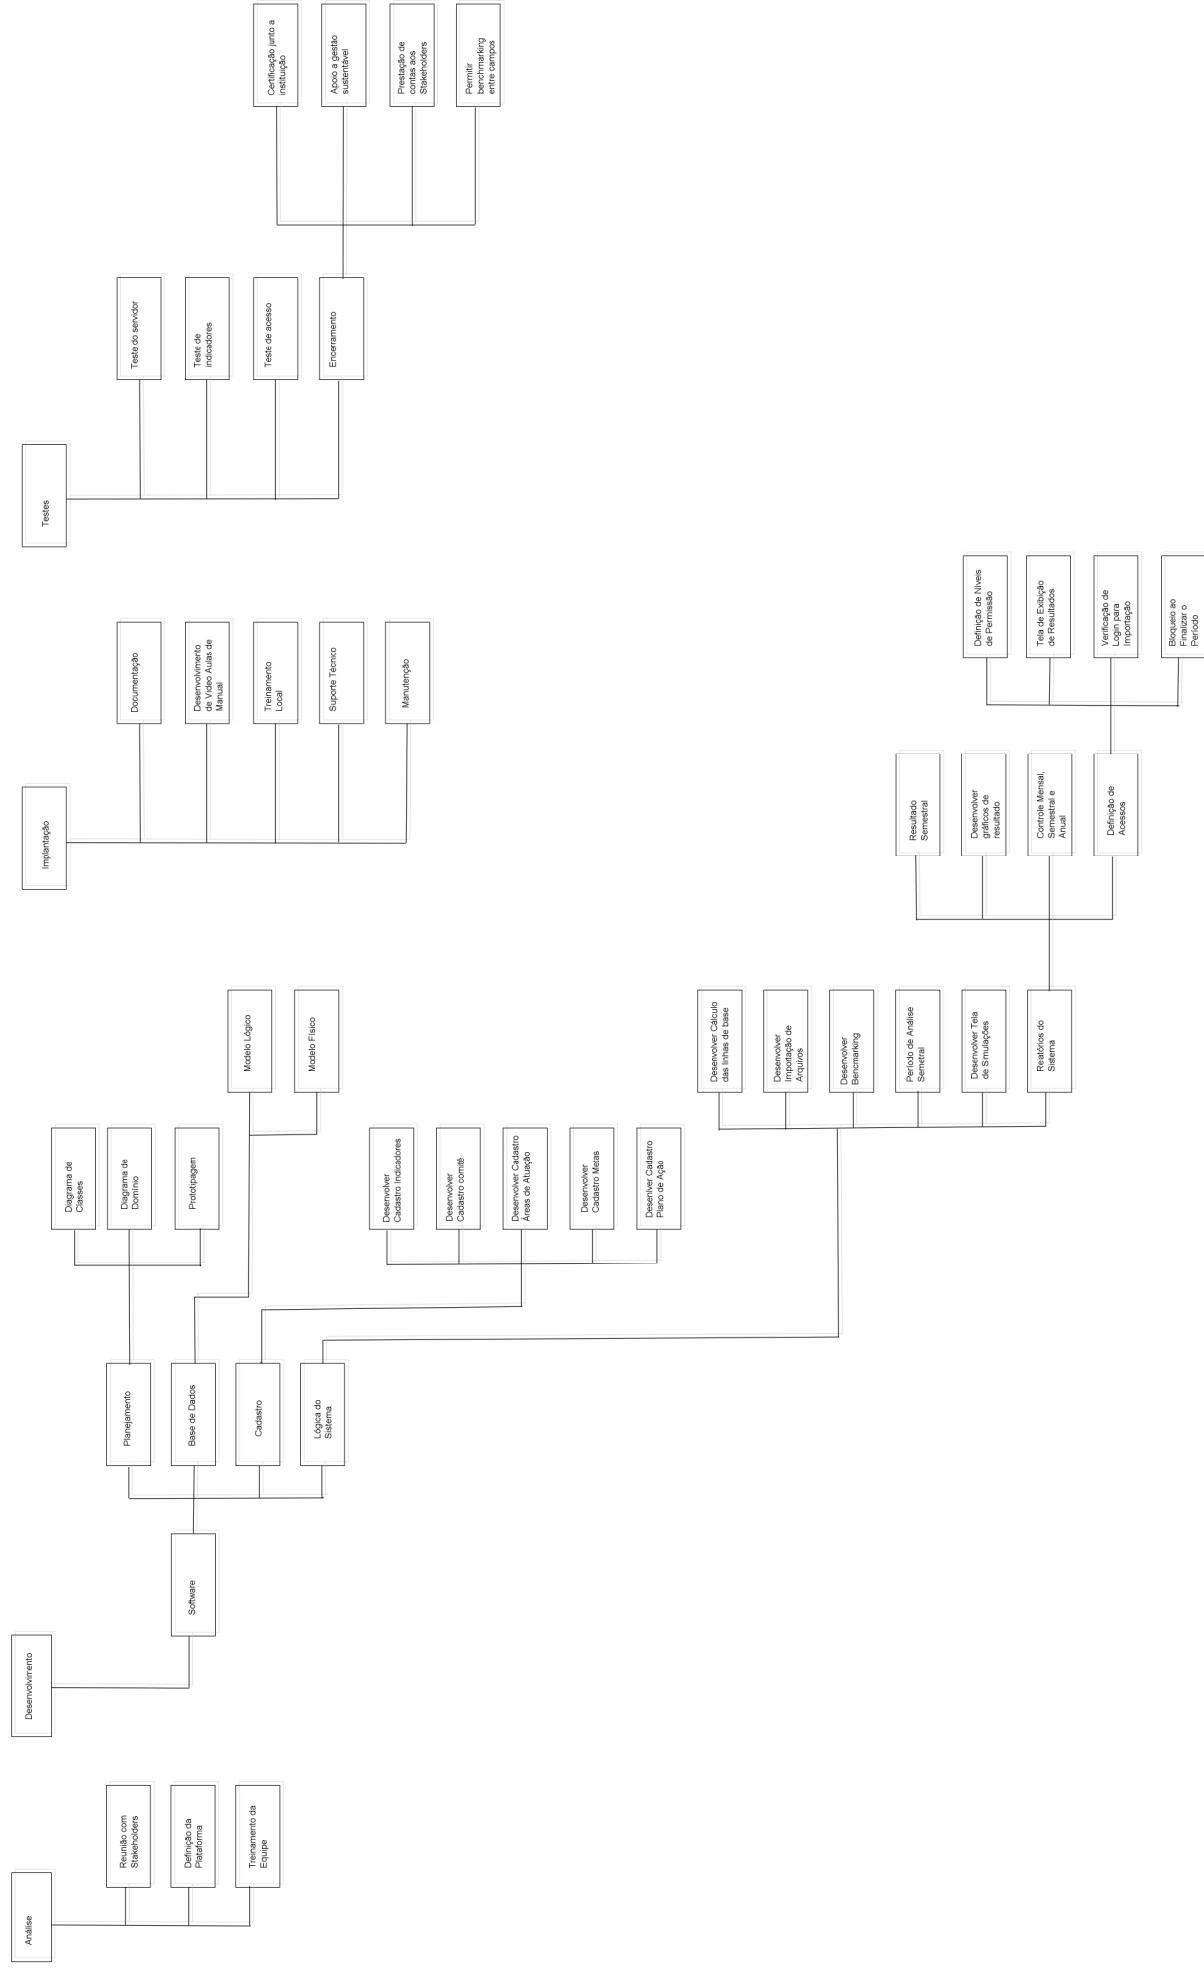 Análise
Reunião com
Stakeholders
Definição da
Plataforma
Treinamento da
Equipe
Desenvolvimento
Software
Planejamento
Base de Dados
Cadastro
Lógica do
Sistema
Diagrama de
Classes
Diagrama de
Domínio
Prototipagem
Modelo Lógico
Modelo Físico
Desenvolver
Cadastro Indicadores
Desenvolver
Cadastro comitê
Desenvolver Cadastro
Áreas de Atuação
Desenvolver
Cadastro Metas
Desenlver Cadastro
Plano de Ação
Desenvolver Cálculo
das linhas de base
Desenvolver
Importação de
Arquivos
Desenvolver
Bencmarking
Período de Análise
Semetral
Desenvolver Tela
de Simulações
Reatórios do
Sistema
Resultado
Semestral
Desenvolver
gráficos de
resultado
Controle Mensal,
Semestral e
Anual
Definição de
Acessos
Definição de Níveis
de Permissão
Tela de Exibição
de Resultados
Verificação de
Login para
Importação
Bloqueio ao
Finalizar o
Período
Implantação
Documentação
Desenvolvimento
de Vídeo Aulas de
Manual
Treinamento
Local
Suporte Técnico
Manutenção
Testes
Teste do servidor
Teste de
indicadores
Teste de acesso
Encerramento
Certificação junto a
instituição
Apoio a gestão
sustentável
Prestação de
contas aos
Stakeholders
Permitir
benchmarking
entre campos